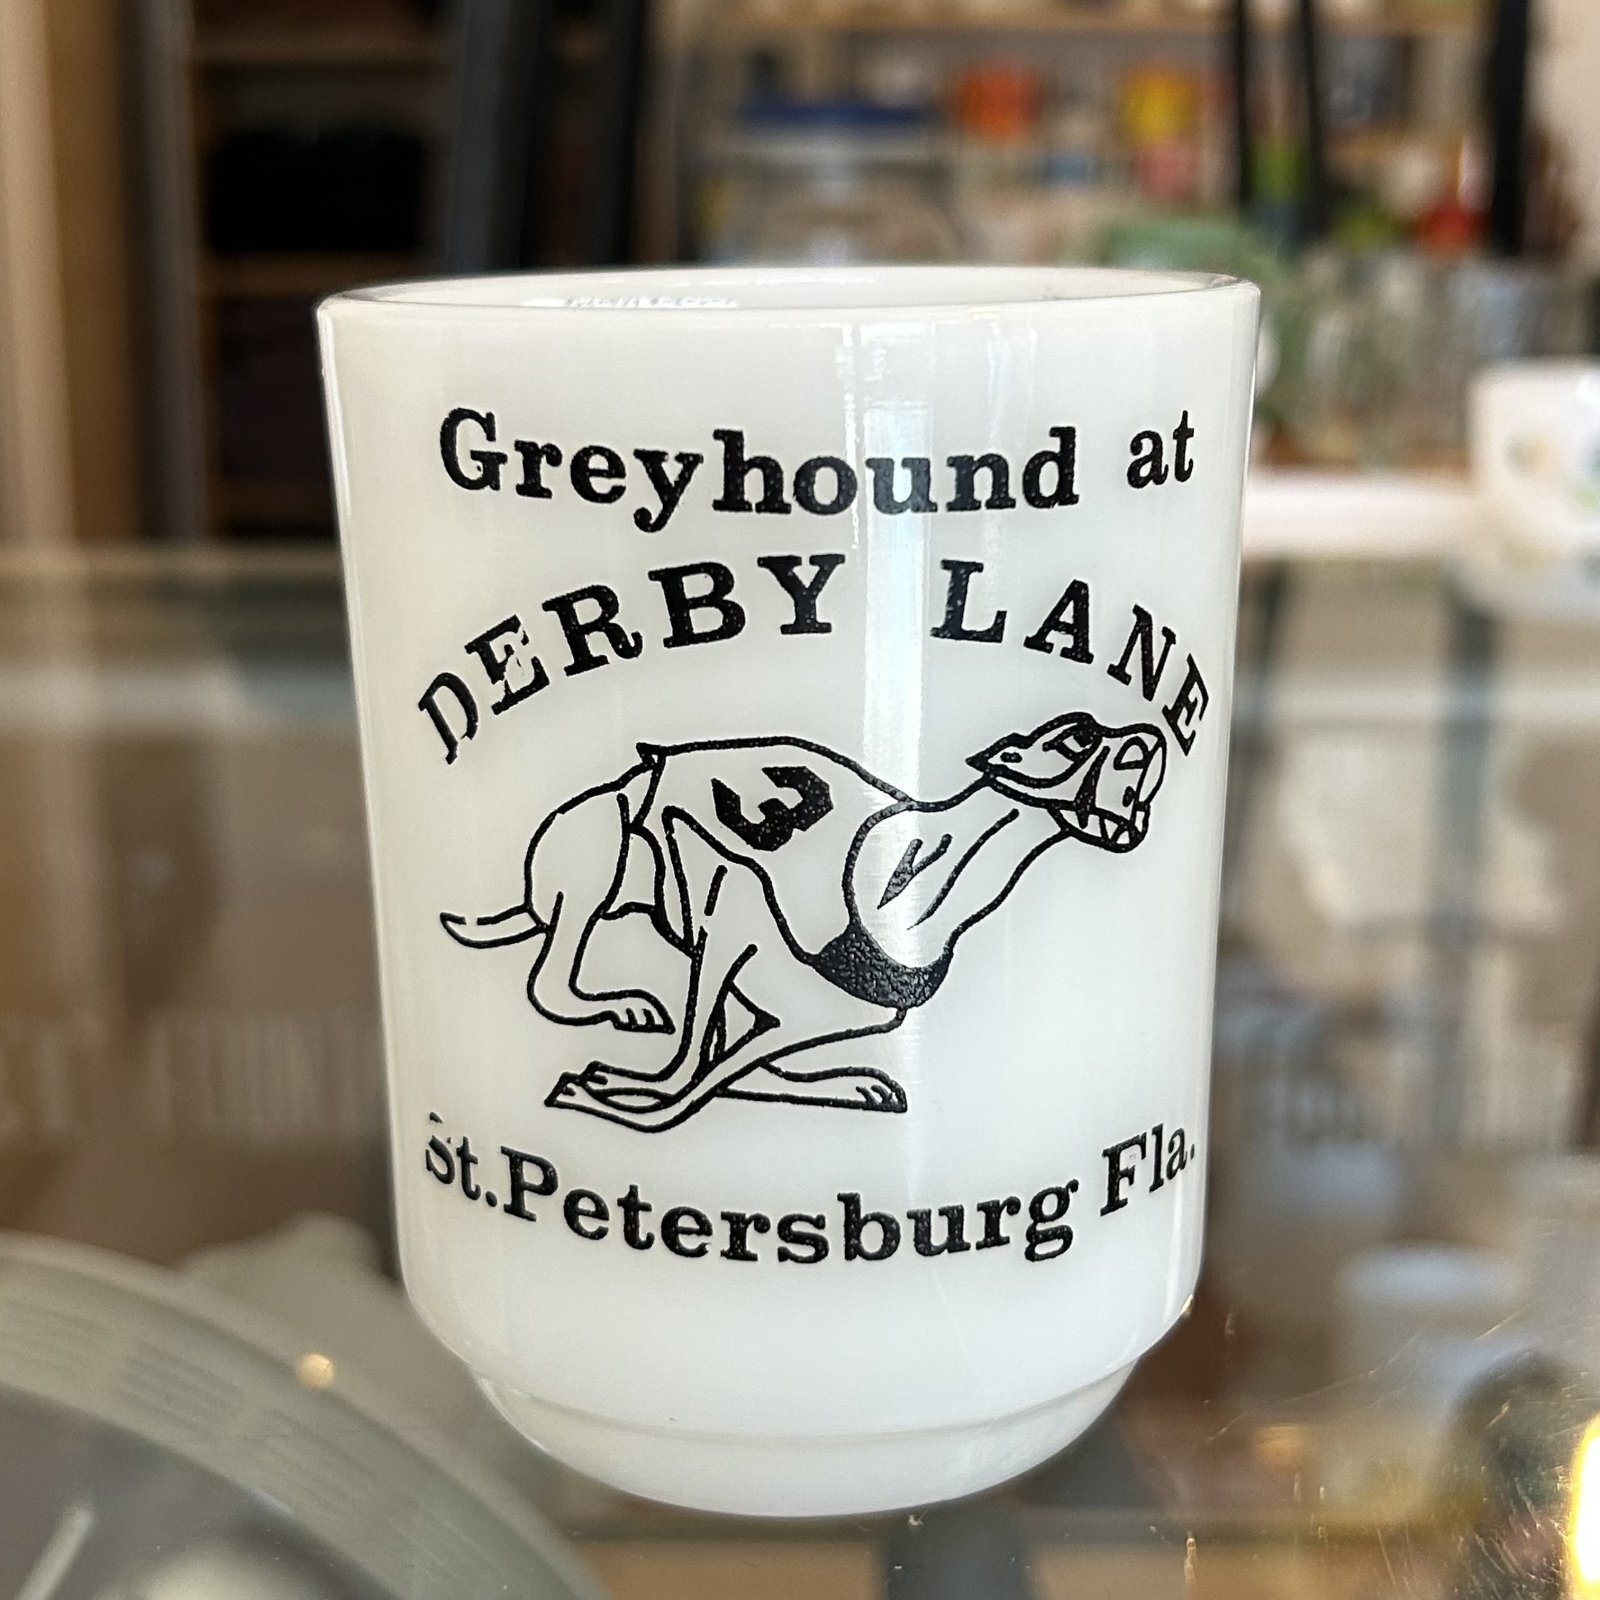 Greyhound at
DERBY LANE
3
St. Petersburg Fla.